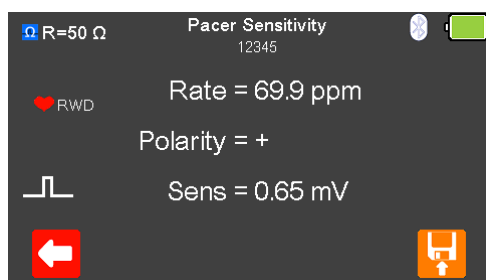 Ω R=50 Ω
Pacer Sensitivity
12345
Rate = 69.9 ppm
RWD
Polarity = +
Sens = 0.65 mV